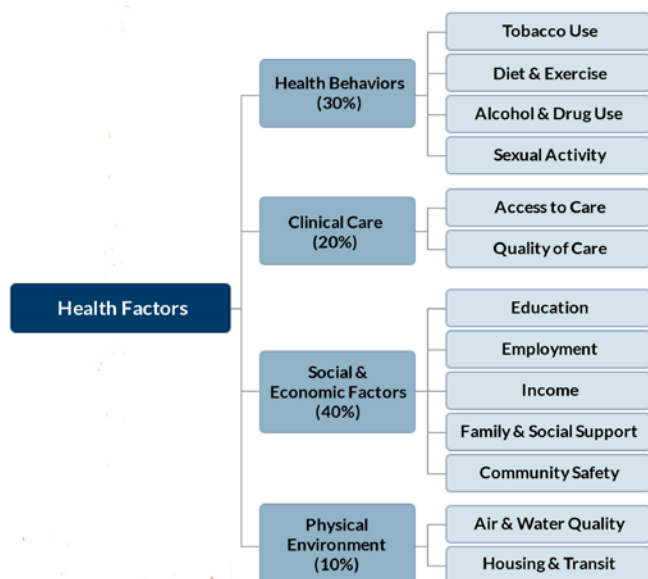 Health Factors
Health Behaviors
(30%)
Tobacco Use
Diet & Exercise
Alcohol & Drug Use
Sexual Activity
Clinical Care
(20%)
Access to Care
Quality of Care
Social &
Economic Factors
(40%)
Education
Employment
Income
Family & Social Support
Community Safety
Physical
Environment
(10%)
Air & Water Quality
Housing & Transit